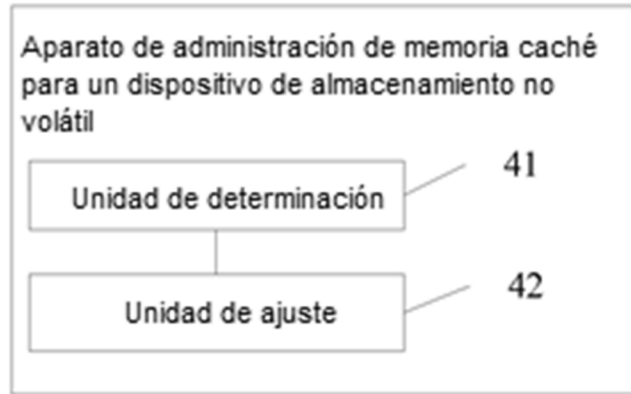 Aparato de administración de memoria caché
para un dispositivo de almacenamiento no
volátil
41
Unidad de determinación
42
Unidad de ajuste